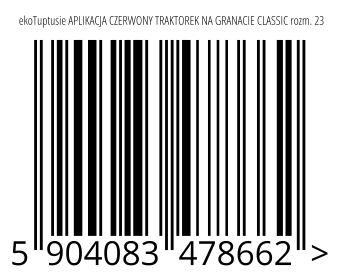 ekoTuptusie APLIKACJA CZERWONY TRAKTOREK NA GRANACIE CLASSIC rozm. 23
5 904083 478662 >